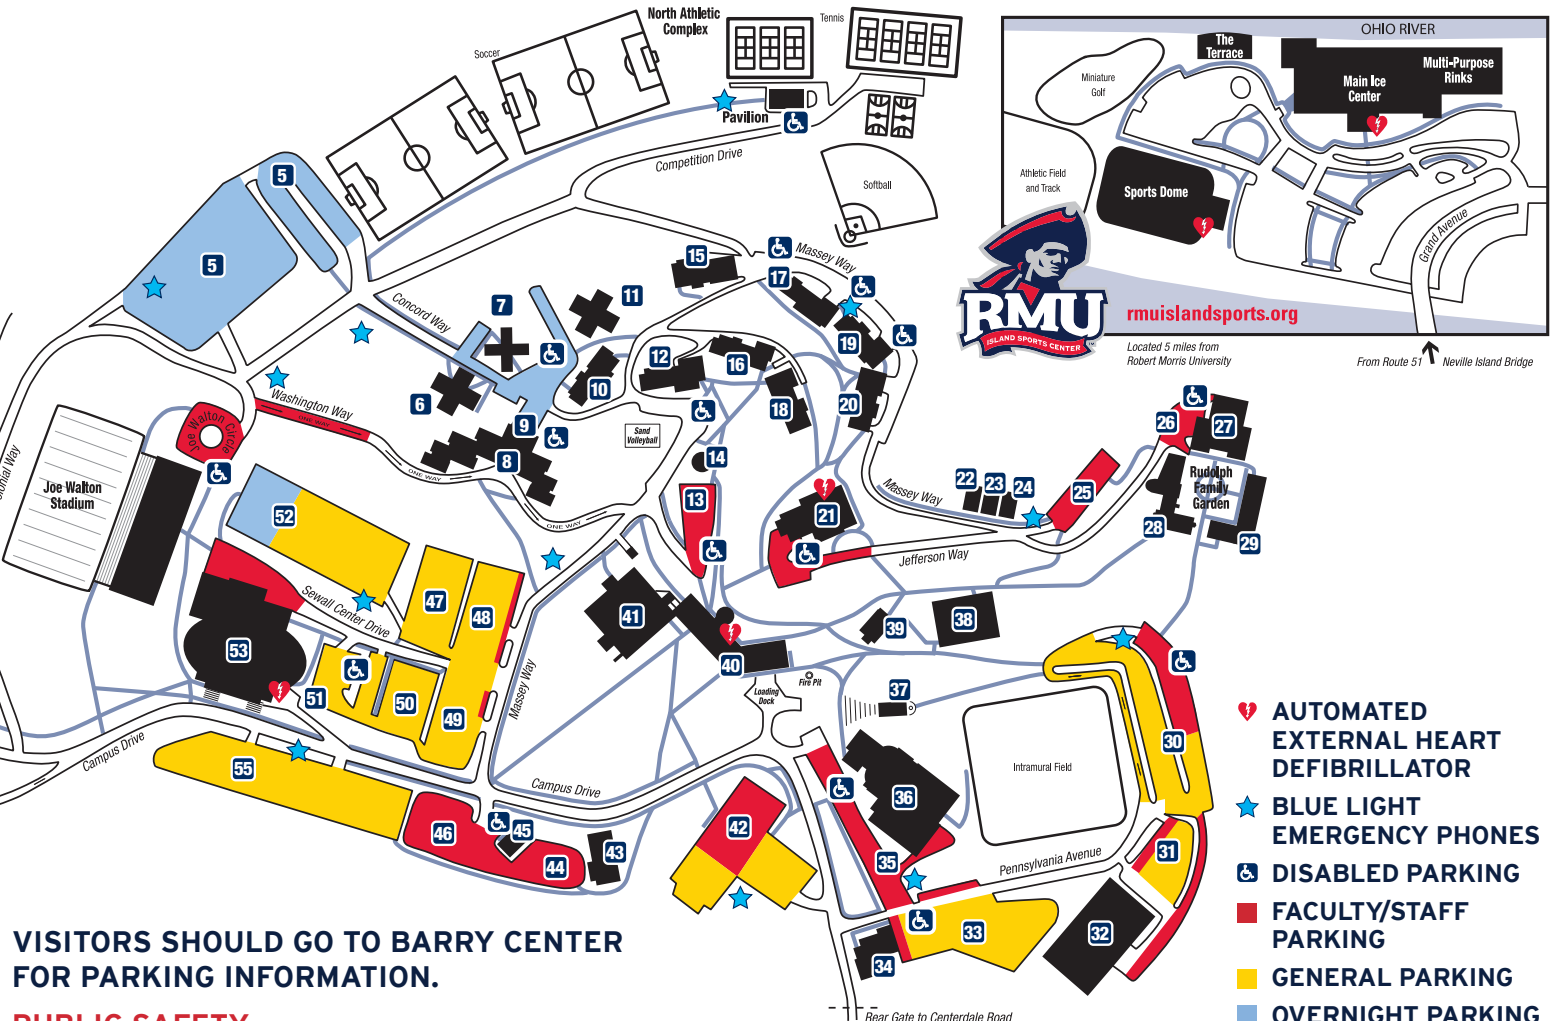 North Athletic
Complex
Tennis
Soccer
Pavilion
Competition Drive
Softball
OHIO RIVER
The
Terrace
Main Ice
Center
Multi-Purpose
Rinks
Miniature
Golf
Athletic Field
and Track
Sports Dome
Grand Avenue
RMU
ISLAND SPORTS CENTER
rmuislandsports.org
Located 5 miles from
Robert Morris University
From Route 51
Neville Island Bridge
5
5
Concord Way
7
11
15
17
Massey Way
6
9
8
10
12
16
18
19
20
Washington Way
ONE WAY
ONE WAY
ONE WAY
Joe Walton Circle
Joe Walton
Stadium
Sand
Volleyball
14
13
21
Massey Way
22
23
24
25
26
27
Rudolph
Family
Garden
28
29
Jefferson Way
52
47
48
Sewall Center Drive
53
51
50
49
Massey Way
41
40
39
38
Loading
Dock
Fire Pit
37
Intramural Field
30
Campus Drive
55
Campus Drive
46
45
44
43
42
36
35
Pennsylvania Avenue
31
32
33
34
Rear Gate to Centerdale Road
AUTOMATED
EXTERNAL HEART
DEFIBRILLATOR
BLUE LIGHT
EMERGENCY PHONES
DISABLED PARKING
FACULTY/STAFF
PARKING
GENERAL PARKING
OVERNIGHT PARKING
VISITORS SHOULD GO TO BARRY CENTER
FOR PARKING INFORMATION.
PUBLIC SAFETY